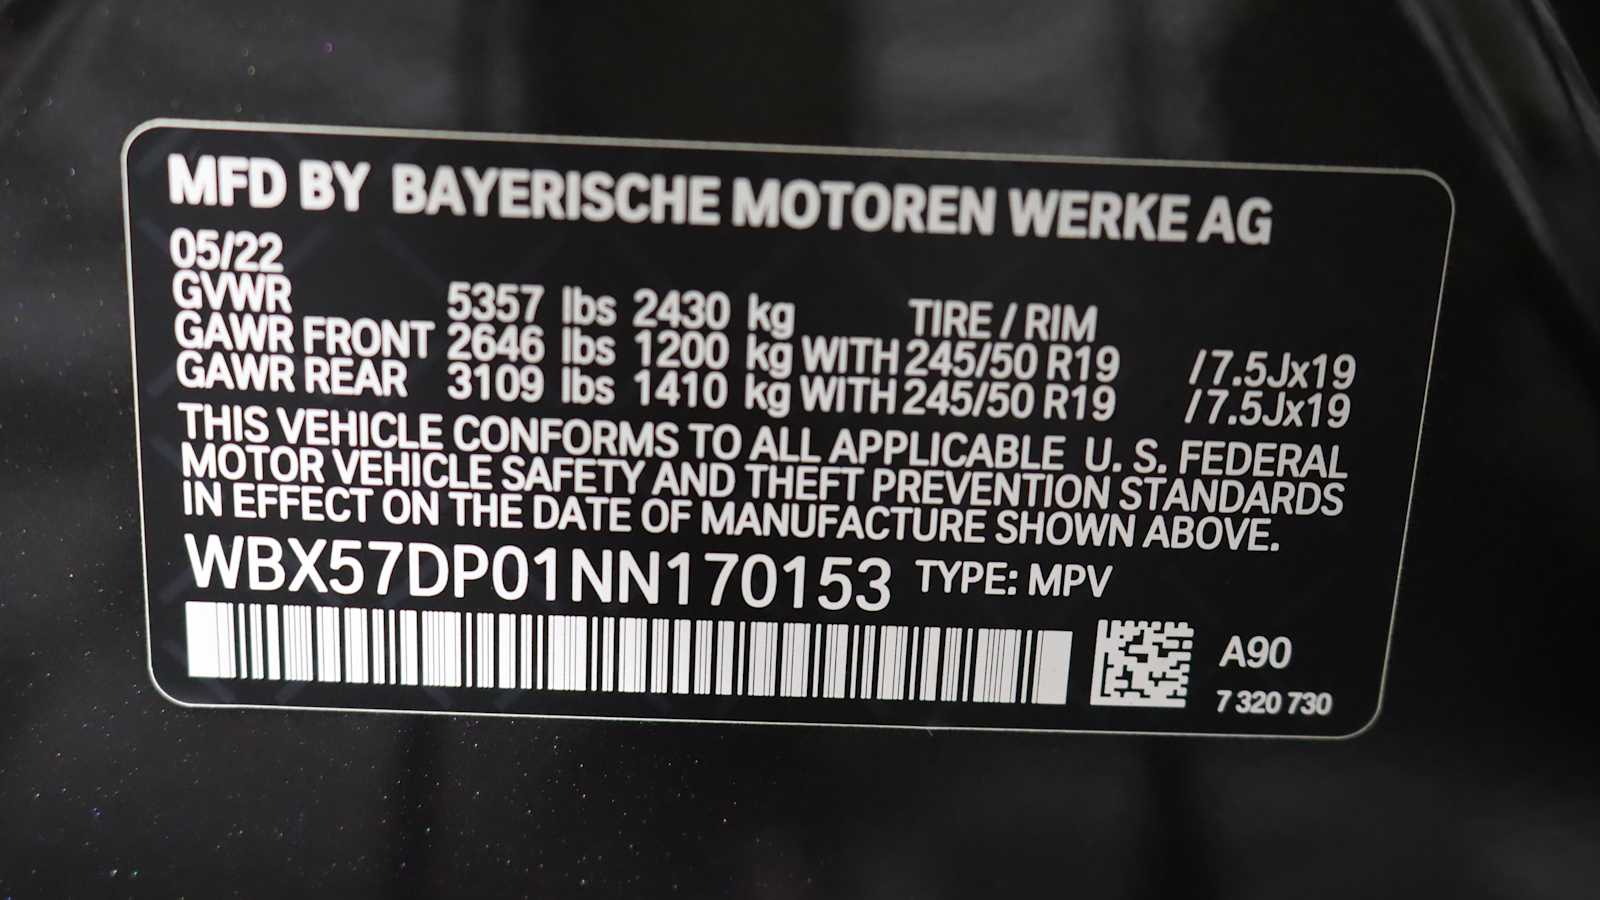 MFD BY BAYERISCHE MOTOREN WERKE AG
05/22
GVWR 5357 lbs 2430 kg TIRE / RIM
GAWR FRONT 2646 lbs 1200 kg WITH 245/50 R19 /7.5Jx19
GAWR REAR 3109 lbs 1410 kg WITH 245/50 R19 /7.5Jx19
THIS VEHICLE CONFORMS TO ALL APPLICABLE U. S. FEDERAL
MOTOR VEHICLE SAFETY AND THEFT PREVENTION STANDARDS
IN EFFECT ON THE DATE OF MANUFACTURE SHOWN ABOVE.
WBX57DP01NN170153 TYPE: MPV
A90
7 320 730